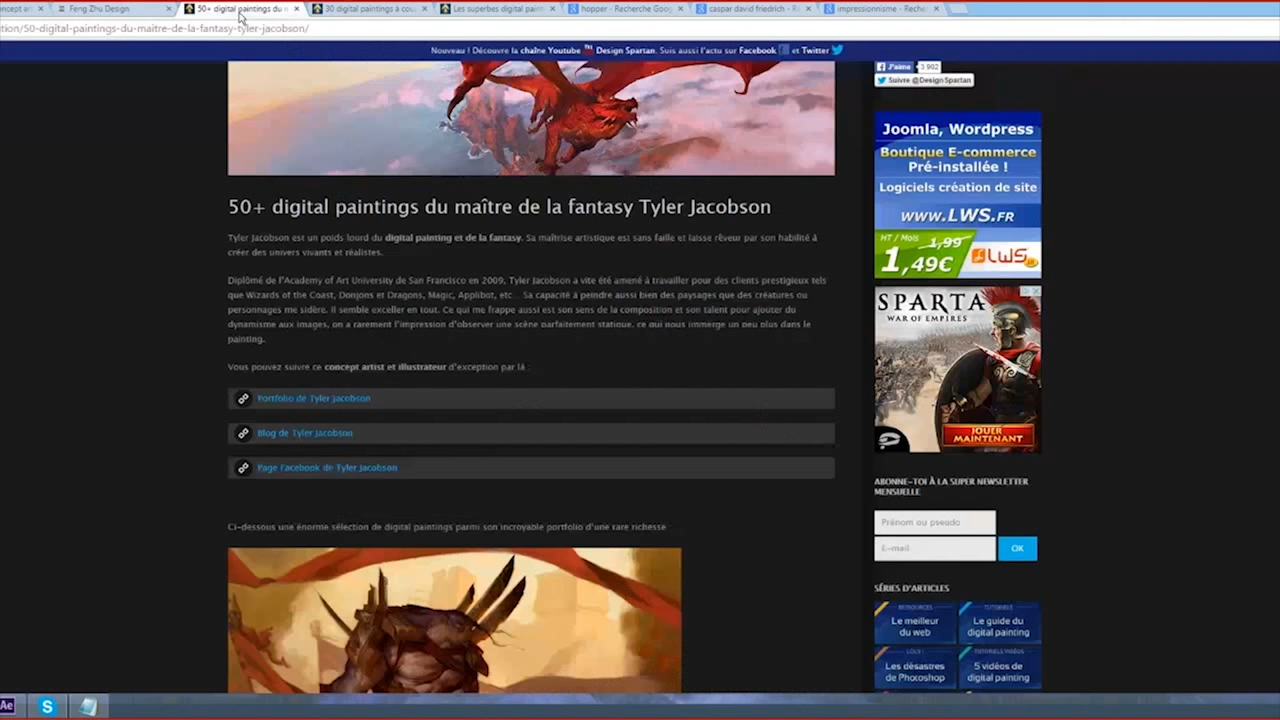 Feng Zhu Design
50+ digital paintings du
30 digital paintings à cou
Les superbes digital paint
hopper - Recherche Goog
caspar david friedrich - R
impressionnisme - Recher
tion/50-digital-paintings-du-maitre-de-la-fantasy-tyler-jacobson/
Nouveau ! Découvre la chaîne Youtube Design Spartan. Suis aussi l'actu sur Facebook et Twitter
J'aime 3 902
Suivre @DesignSpartan
Joomla, Wordpress
Boutique E-commerce
Pré-installée !
Logiciels création de site
www.LWS.FR
HT / Mois 1,99
1,49€ LWS
50+ digital paintings du maître de la fantasy Tyler Jacobson
Tyler Jacobson est un poids lourd du digital painting et de la fantasy. Sa maîtrise artistique est sans faille et laisse rêveur par son habilité à
créer des univers vivants et réalistes.
Diplômé de l'Academy of Art University de San Francisco en 2009, Tyler Jacobson a vite été amené à travailler pour des clients prestigieux tels
que Wizards of the Coast, Donjons et Dragons, Magic, Applibot, etc... Sa capacité à peindre aussi bien des paysages que des créatures ou
personnages me sidère. Il semble exceller en tout. Ce qui me frappe aussi est son sens de la composition et son talent pour ajouter du
dynamisme aux images, on a rarement l'impression d'observer une scène parfaitement statique, ce qui nous immerge un peu plus dans le
painting.
Vous pouvez suivre ce concept artist et illustrateur d'exception par là :
Portfolio de Tyler Jacobson
Blog de Tyler Jacobson
Page Facebook de Tyler Jacobson
Ci-dessous une énorme sélection de digital paintings parmi son incroyable portfolio d'une rare richesse
SPARTA
WAR OF EMPIRES
JOUER
MAINTENANT
ABONNE-TOI À LA SUPER NEWSLETTER
MENSUELLE
Prénom ou pseudo
E-mail
OK
SÉRIES D'ARTICLES
RESSOURCES
Le meilleur
du web
TUTORIELS
Le guide du
digital painting
LOLS !
Les désastres
de Photoshop
TUTORIELS VIDÉOS
5 vidéos de
digital painting
Ae